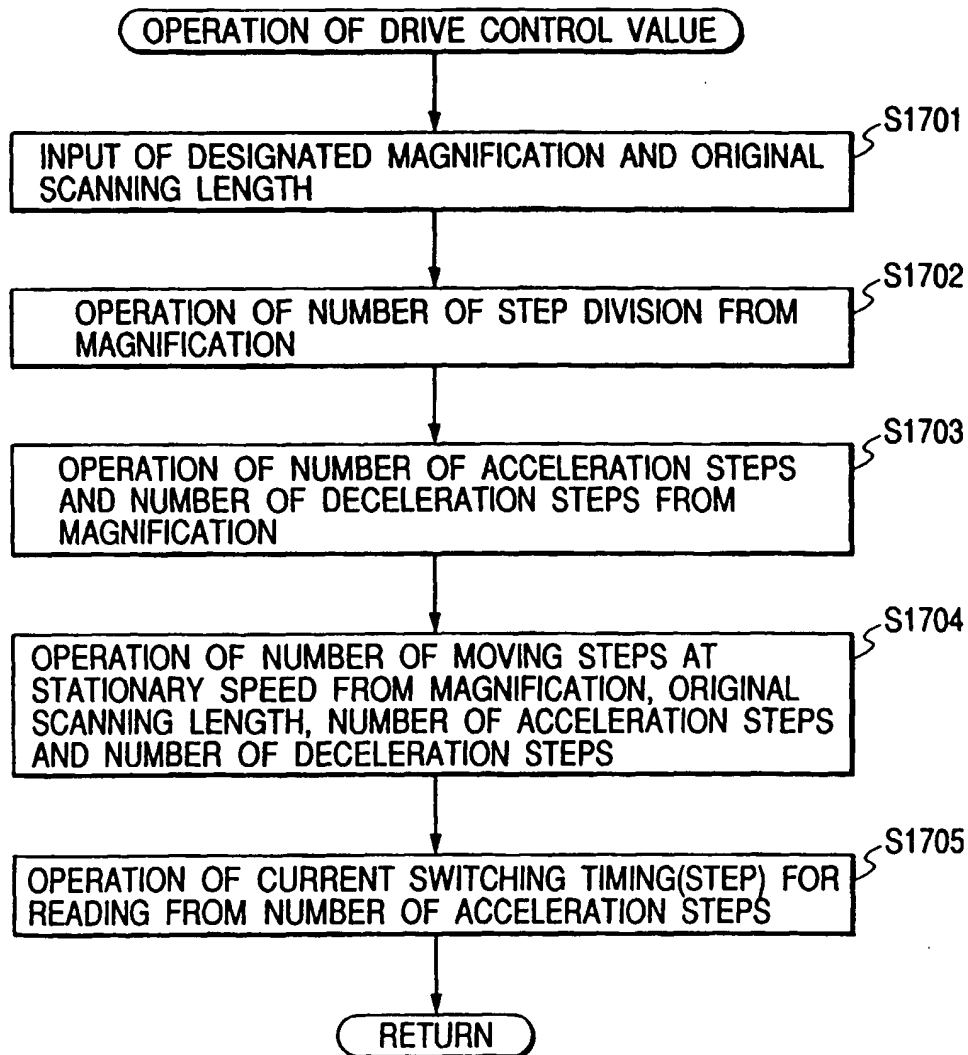 OPERATION OF DRIVE CONTROL VALUE
S1701
INPUT OF DESIGNATED MAGNIFICATION AND ORIGINAL
SCANNING LENGTH
S1702
OPERATION OF NUMBER OF STEP DIVISION FROM
MAGNIFICATION
S1703
OPERATION OF NUMBER OF ACCELERATION STEPS
AND NUMBER OF DECELERATION STEPS FROM
MAGNIFICATION
S1704
OPERATION OF NUMBER OF MOVING STEPS AT
STATIONARY SPEED FROM MAGNIFICATION, ORIGINAL
SCANNING LENGTH, NUMBER OF ACCELERATION STEPS
AND NUMBER OF DECELERATION STEPS
S1705
OPERATION OF CURRENT SWITCHING TIMING(STEP) FOR
READING FROM NUMBER OF ACCELERATION STEPS
RETURN